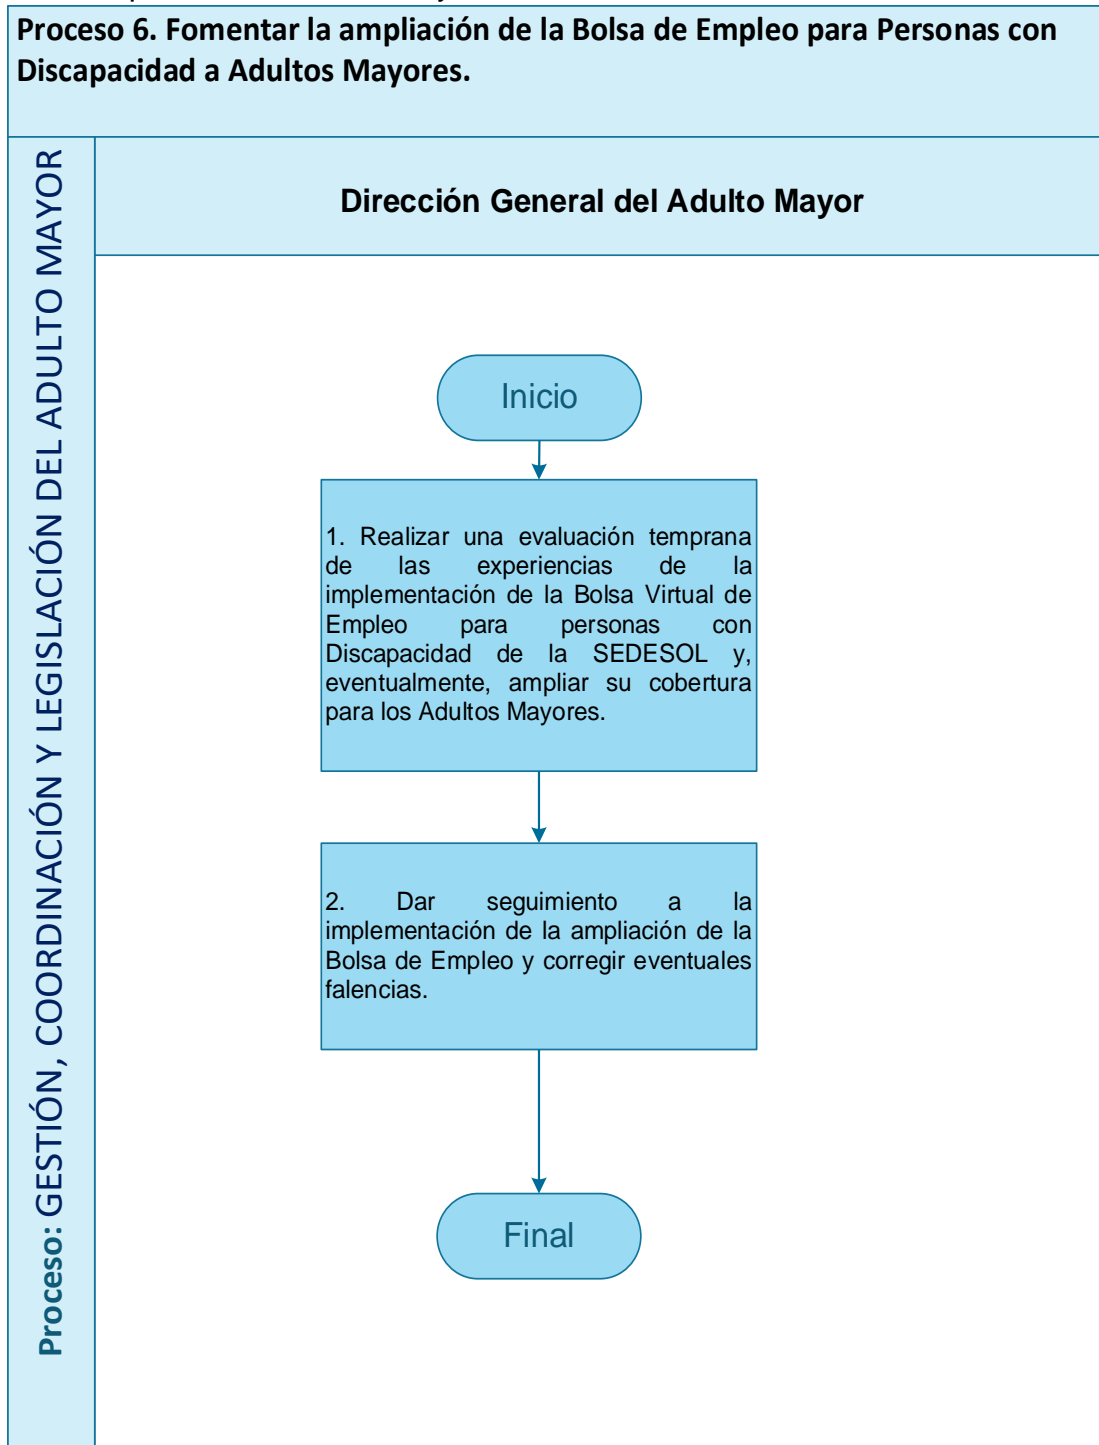 Proceso 6. Fomentar la ampliación de la Bolsa de Empleo para Personas con
Discapacidad a Adultos Mayores.
Proceso: GESTIÓN, COORDINACIÓN Y LEGISLACIÓN DEL ADULTO MAYOR
Dirección General del Adulto Mayor
Inicio
1. Realizar una evaluación temprana
de las experiencias de la
implementación de la Bolsa Virtual de
Empleo para personas con
Discapacidad de la SEDESOL y,
eventualmente, ampliar su cobertura
para los Adultos Mayores.
2. Dar seguimiento a la
implementación de la ampliación de la
Bolsa de Empleo y corregir eventuales
falencias.
Final